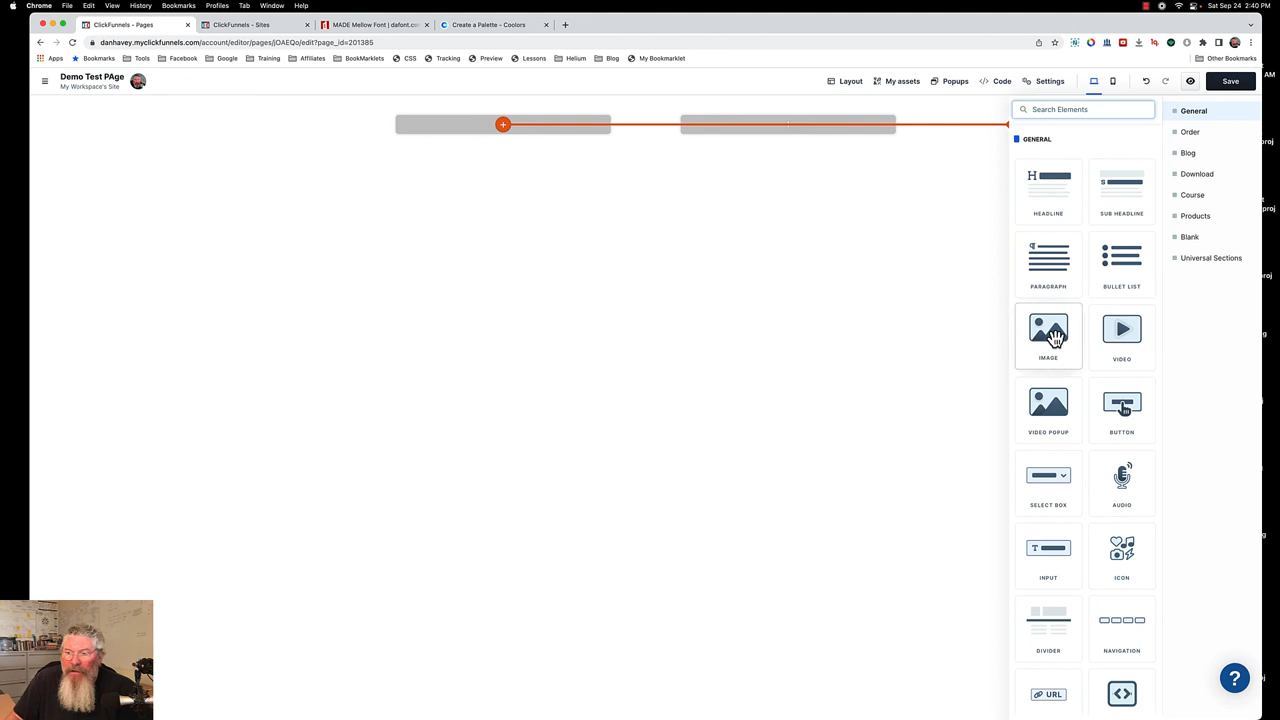 Chrome File Edit View History Bookmarks Profiles Tab Window Help
Sat Sep 24 2:40 PM
ClickFunnels - Pages
ClickFunnels - Sites
MADE Mellow Font | dafont.co
Create a Palette - Coolors
danhavey.myclickfunnels.com/account/editor/pages/jOAEQo/edit?page_id=201385
Apps Bookmarks Tools Facebook Google Training Affiliates BookMarklets CSS Tracking Preview Lessons Helium Blog My Bookmarklet Other Bookmarks
AM
Demo Test PAge
My Workspace's Site
Layout My assets Popups Code Settings Save
Search Elements
GENERAL
H
S
HEADLINE SUB HEADLINE
PARAGRAPH BULLET LIST
IMAGE VIDEO
VIDEO POPUP BUTTON
SELECT BOX AUDIO
T
INPUT ICON
DIVIDER NAVIGATION
URL
General
Order
Blog
Download
Course
Products
Blank
Universal Sections
proj
proj
?